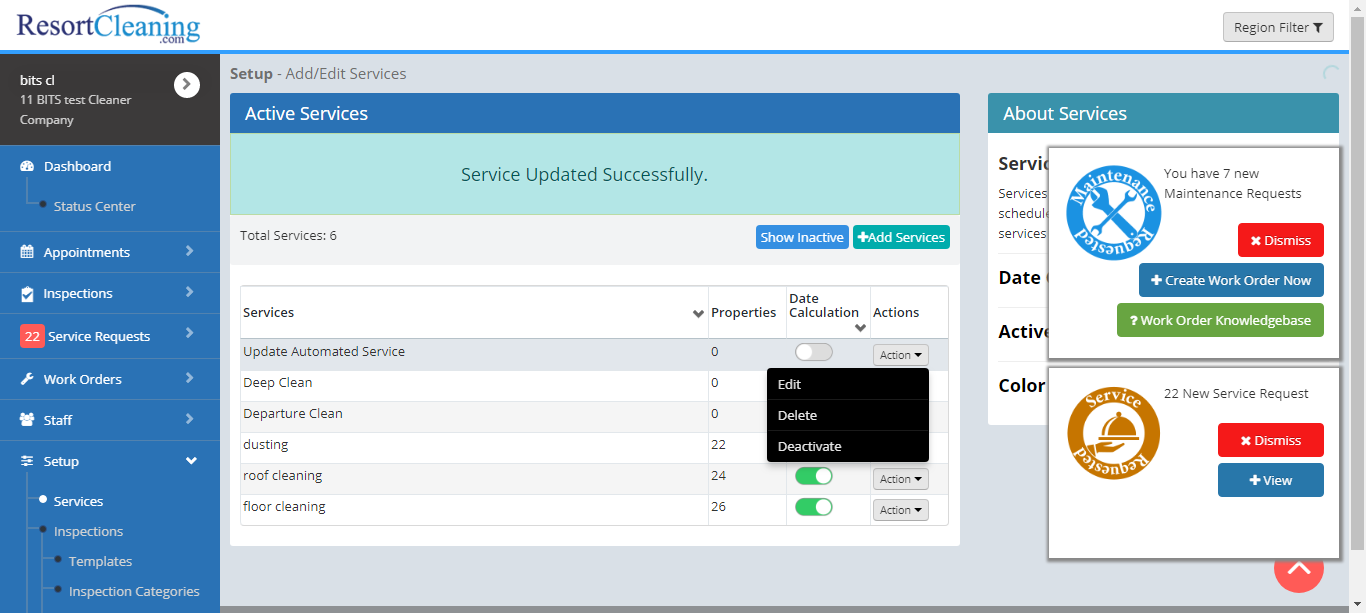 ResortCleaning
.com
Region Filter
bits cl
11 BITS test Cleaner
Company
Dashboard
Status Center
Appointments
Inspections
22 Service Requests
Work Orders
Staff
Setup
Services
Inspections
Templates
Inspection Categories
Setup - Add/Edit Services
Active Services
Service Updated Successfully.
Total Services: 6
Show Inactive
Add Services
Services
Properties
Date
Calculation
Actions
Update Automated Service
0
Action
Deep Clean
0
Departure Clean
0
dusting
22
roof cleaning
24
Action
floor cleaning
26
Action
Edit
Delete
Deactivate
About Services
Servic
Services
schedule
services
Date
Active
Color
Maintenance
Requested
You have 7 new
Maintenance Requests
Dismiss
Create Work Order Now
? Work Order Knowledgebase
Service
Requested
22 New Service Request
Dismiss
View